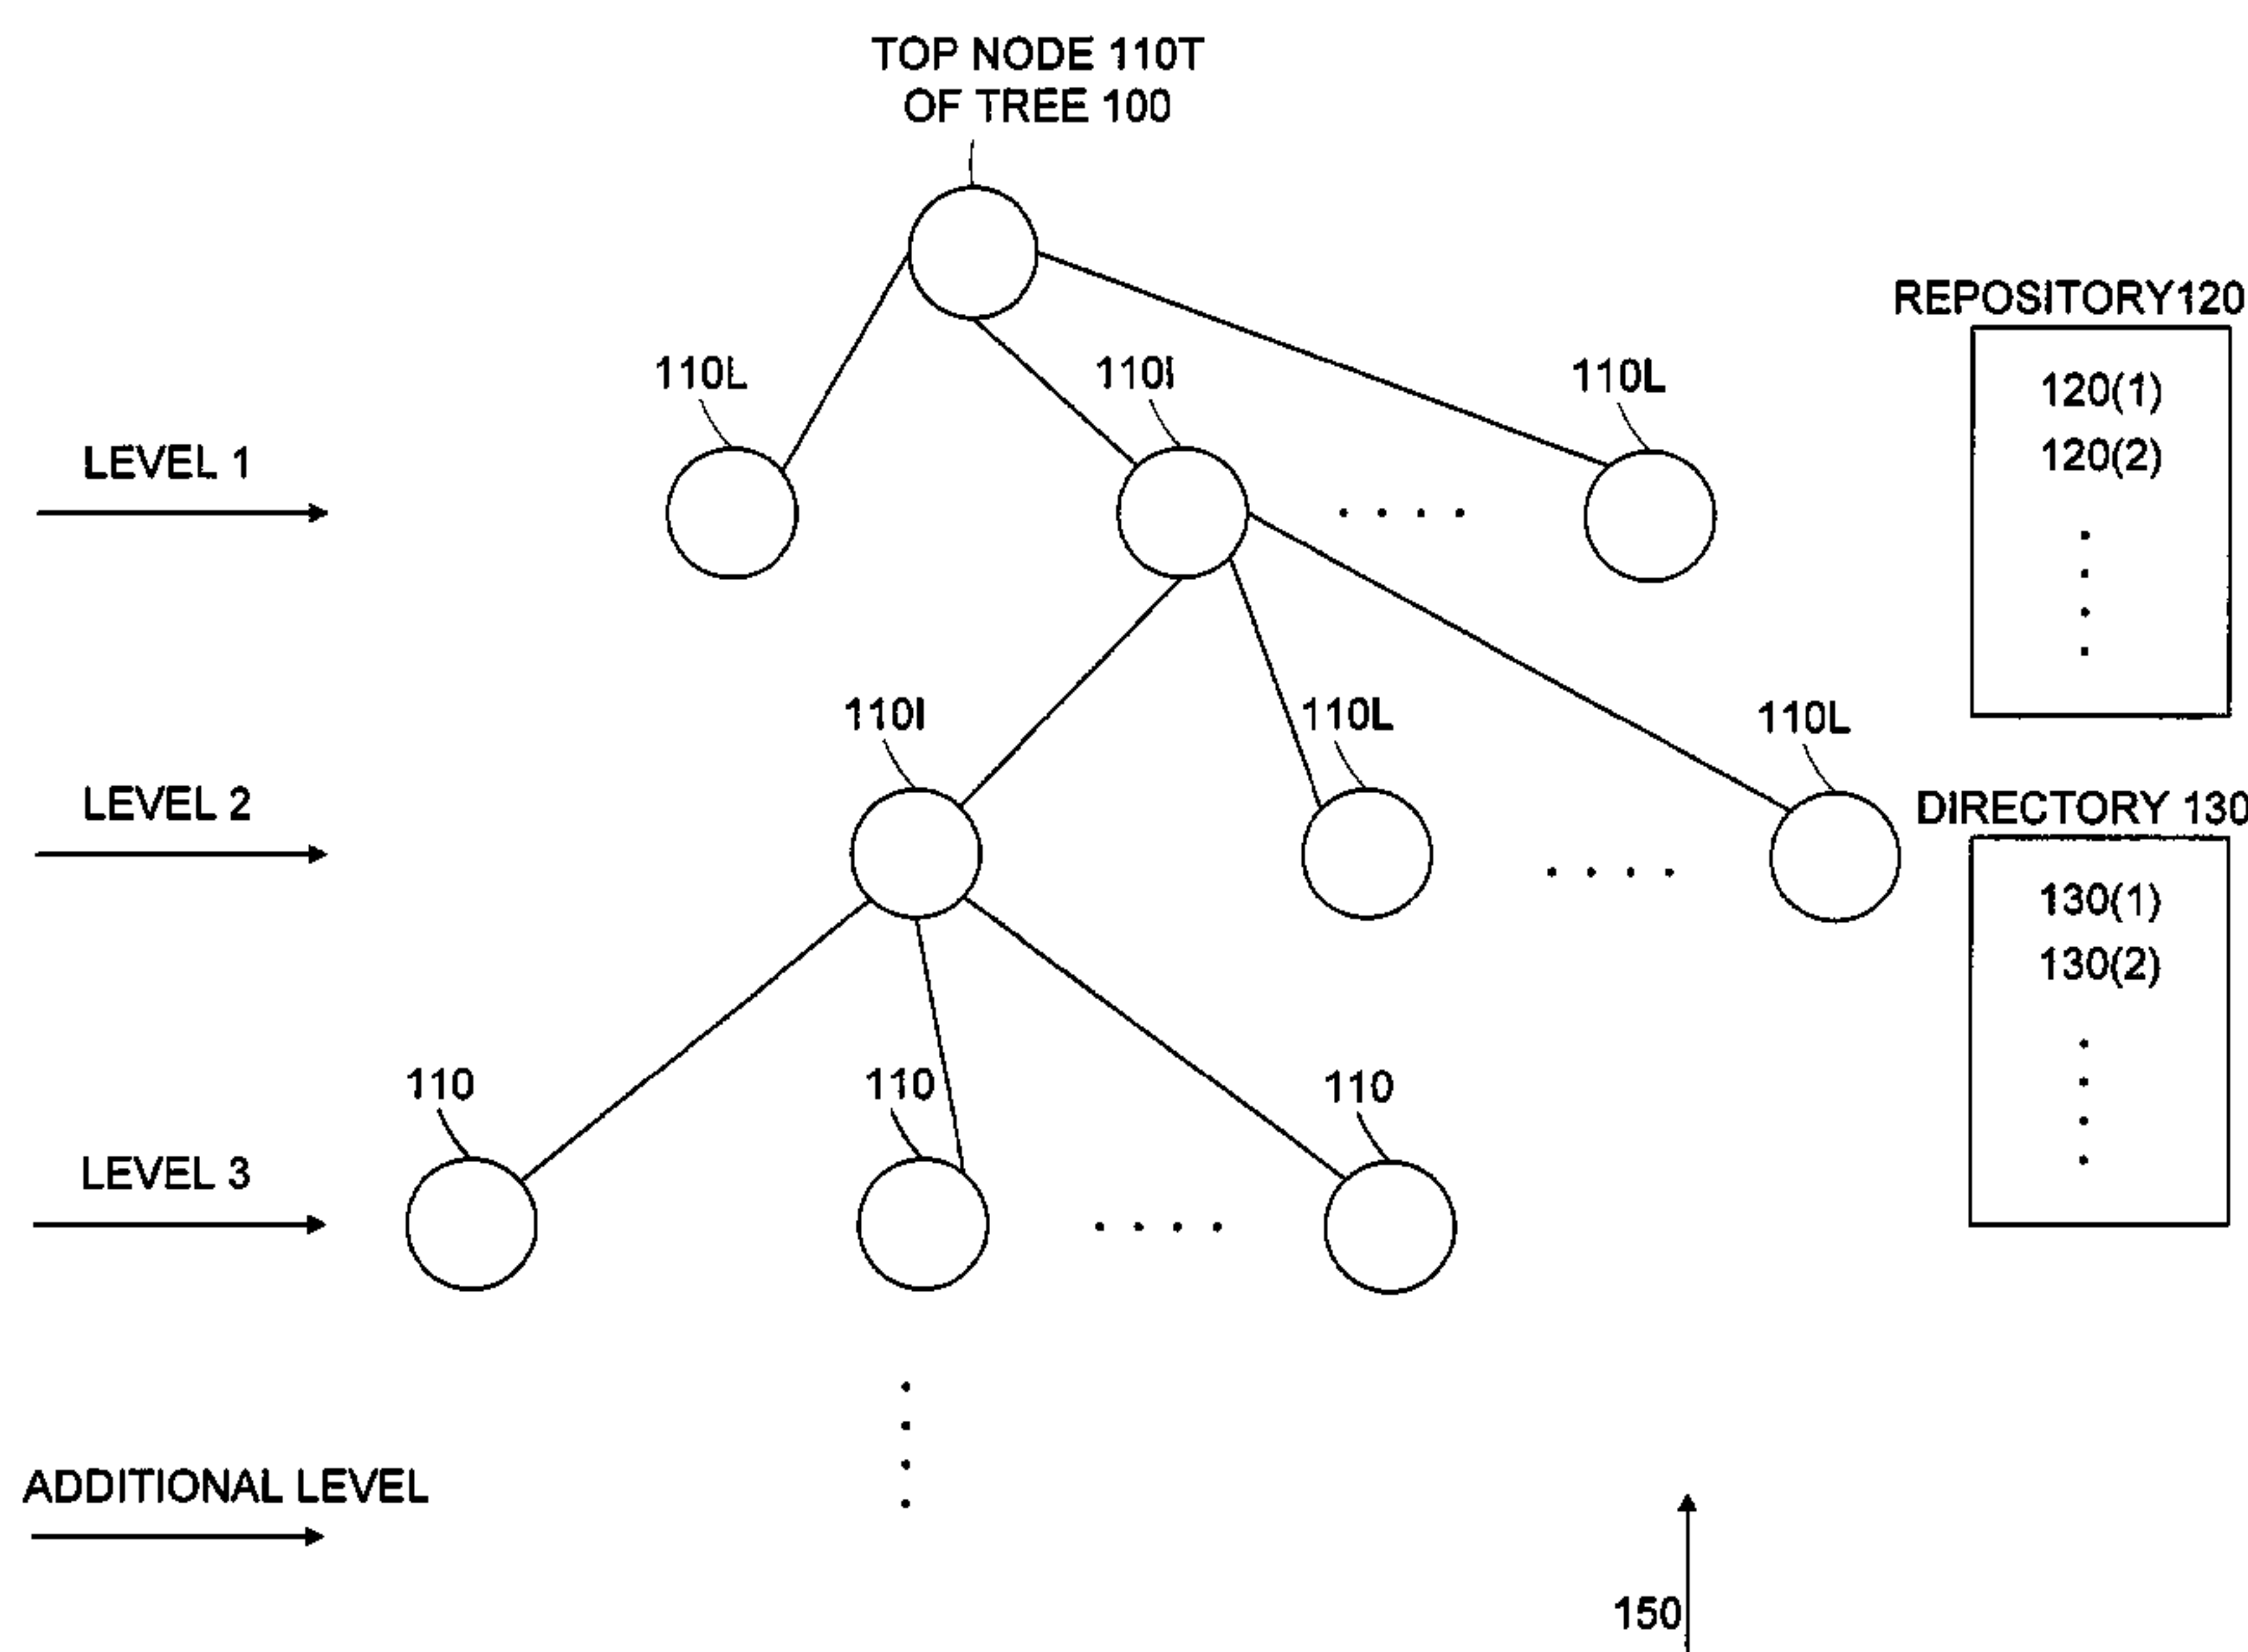 TOP NODE 110T
OF TREE 100
REPOSITORY120
110L
110I
110L
120(1)
LEVEL 1
120(2)
110I
110L
110L
LEVEL 2
DIRECTORY 130
130(1)
130(2)
110
110
110
LEVEL 3
ADDITIONAL LEVEL
150